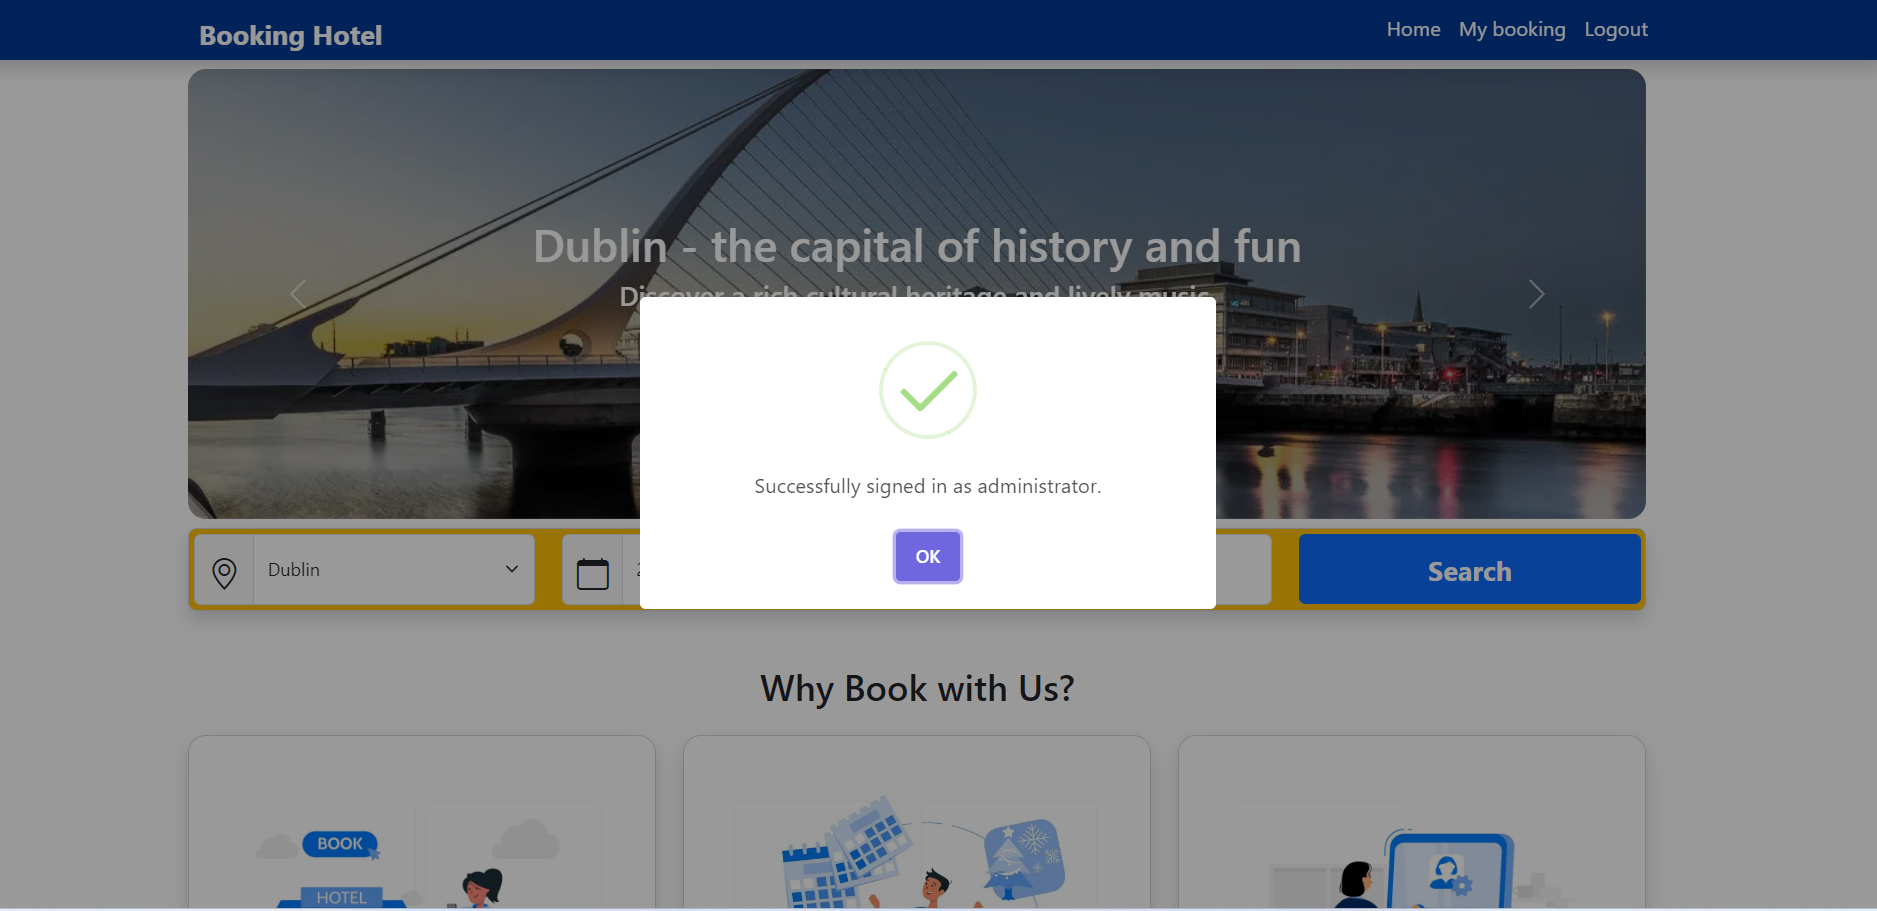 Booking Hotel
Home My booking Logout
Dublin - the capital of history and fun
Discover a rich cultural heritage and lively music
Successfully signed in as administrator.
OK
Dublin
Search
Why Book with Us?
BOOK
HOTEL